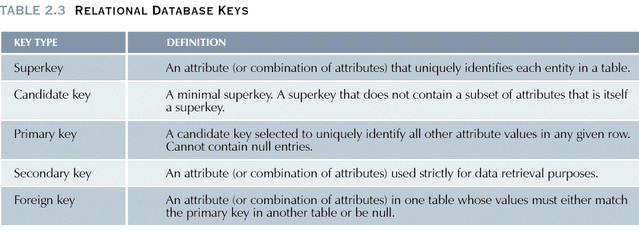 TABLE 2.3 RELATIONAL DATABASE KEYS
KEY TYPE DEFINITION
Superkey An attribute (or combination of attributes) that uniquely identifies each entity in a table.
Candidate key A minimal superkey. A superkey that does not contain a subset of attributes that is itself
a superkey.
Primary key A candidate key selected to uniquely identify all other attribute values in any given row.
Cannot contain null entries.
Secondary key An attribute (or combination of attributes) used strictly for data retrieval purposes.
Foreign key An attribute (or combination of attributes) in one table whose values must either match
the primary key in another table or be null.